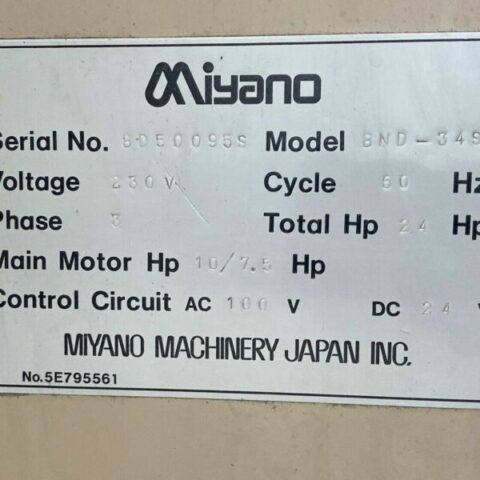 Miyano
Serial No. BD50095S Model BND-34S
Voltage 230V Cycle 60 Hz
Phase 3 Total Hp 24 Hp
Main Motor Hp 10/7.5 Hp
Control Circuit AC 100 V DC 24 V
MIYANO MACHINERY JAPAN INC.
No.5E795561